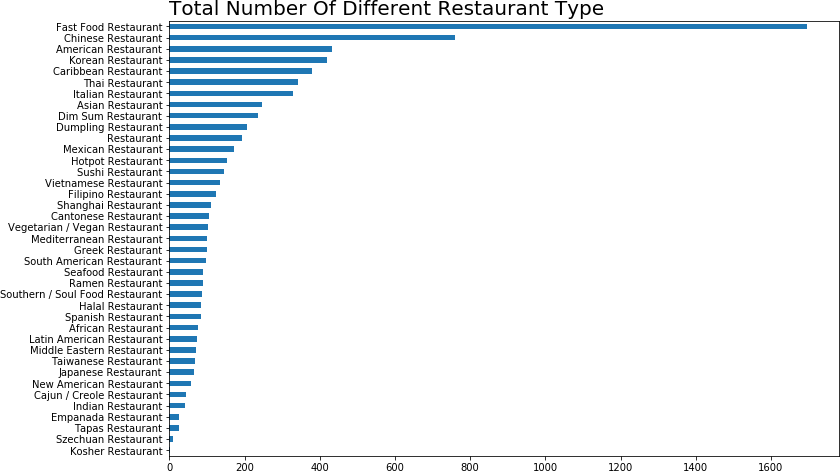 Total Number Of Different Restaurant Type
Fast Food Restaurant
Chinese Restaurant
American Restaurant
Korean Restaurant
Caribbean Restaurant
Thai Restaurant
Italian Restaurant
Asian Restaurant
Dim Sum Restaurant
Dumpling Restaurant
Restaurant
Mexican Restaurant
Hotpot Restaurant
Sushi Restaurant
Vietnamese Restaurant
Filipino Restaurant
Shanghai Restaurant
Cantonese Restaurant
Vegetarian / Vegan Restaurant
Mediterranean Restaurant
Greek Restaurant
South American Restaurant
Seafood Restaurant
Ramen Restaurant
Southern / Soul Food Restaurant
Halal Restaurant
Spanish Restaurant
African Restaurant
Latin American Restaurant
Middle Eastern Restaurant
Taiwanese Restaurant
Japanese Restaurant
New American Restaurant
Cajun / Creole Restaurant
Indian Restaurant
Empanada Restaurant
Tapas Restaurant
Szechuan Restaurant
Kosher Restaurant
0 200 400 600 800 1000 1200 1400 1600